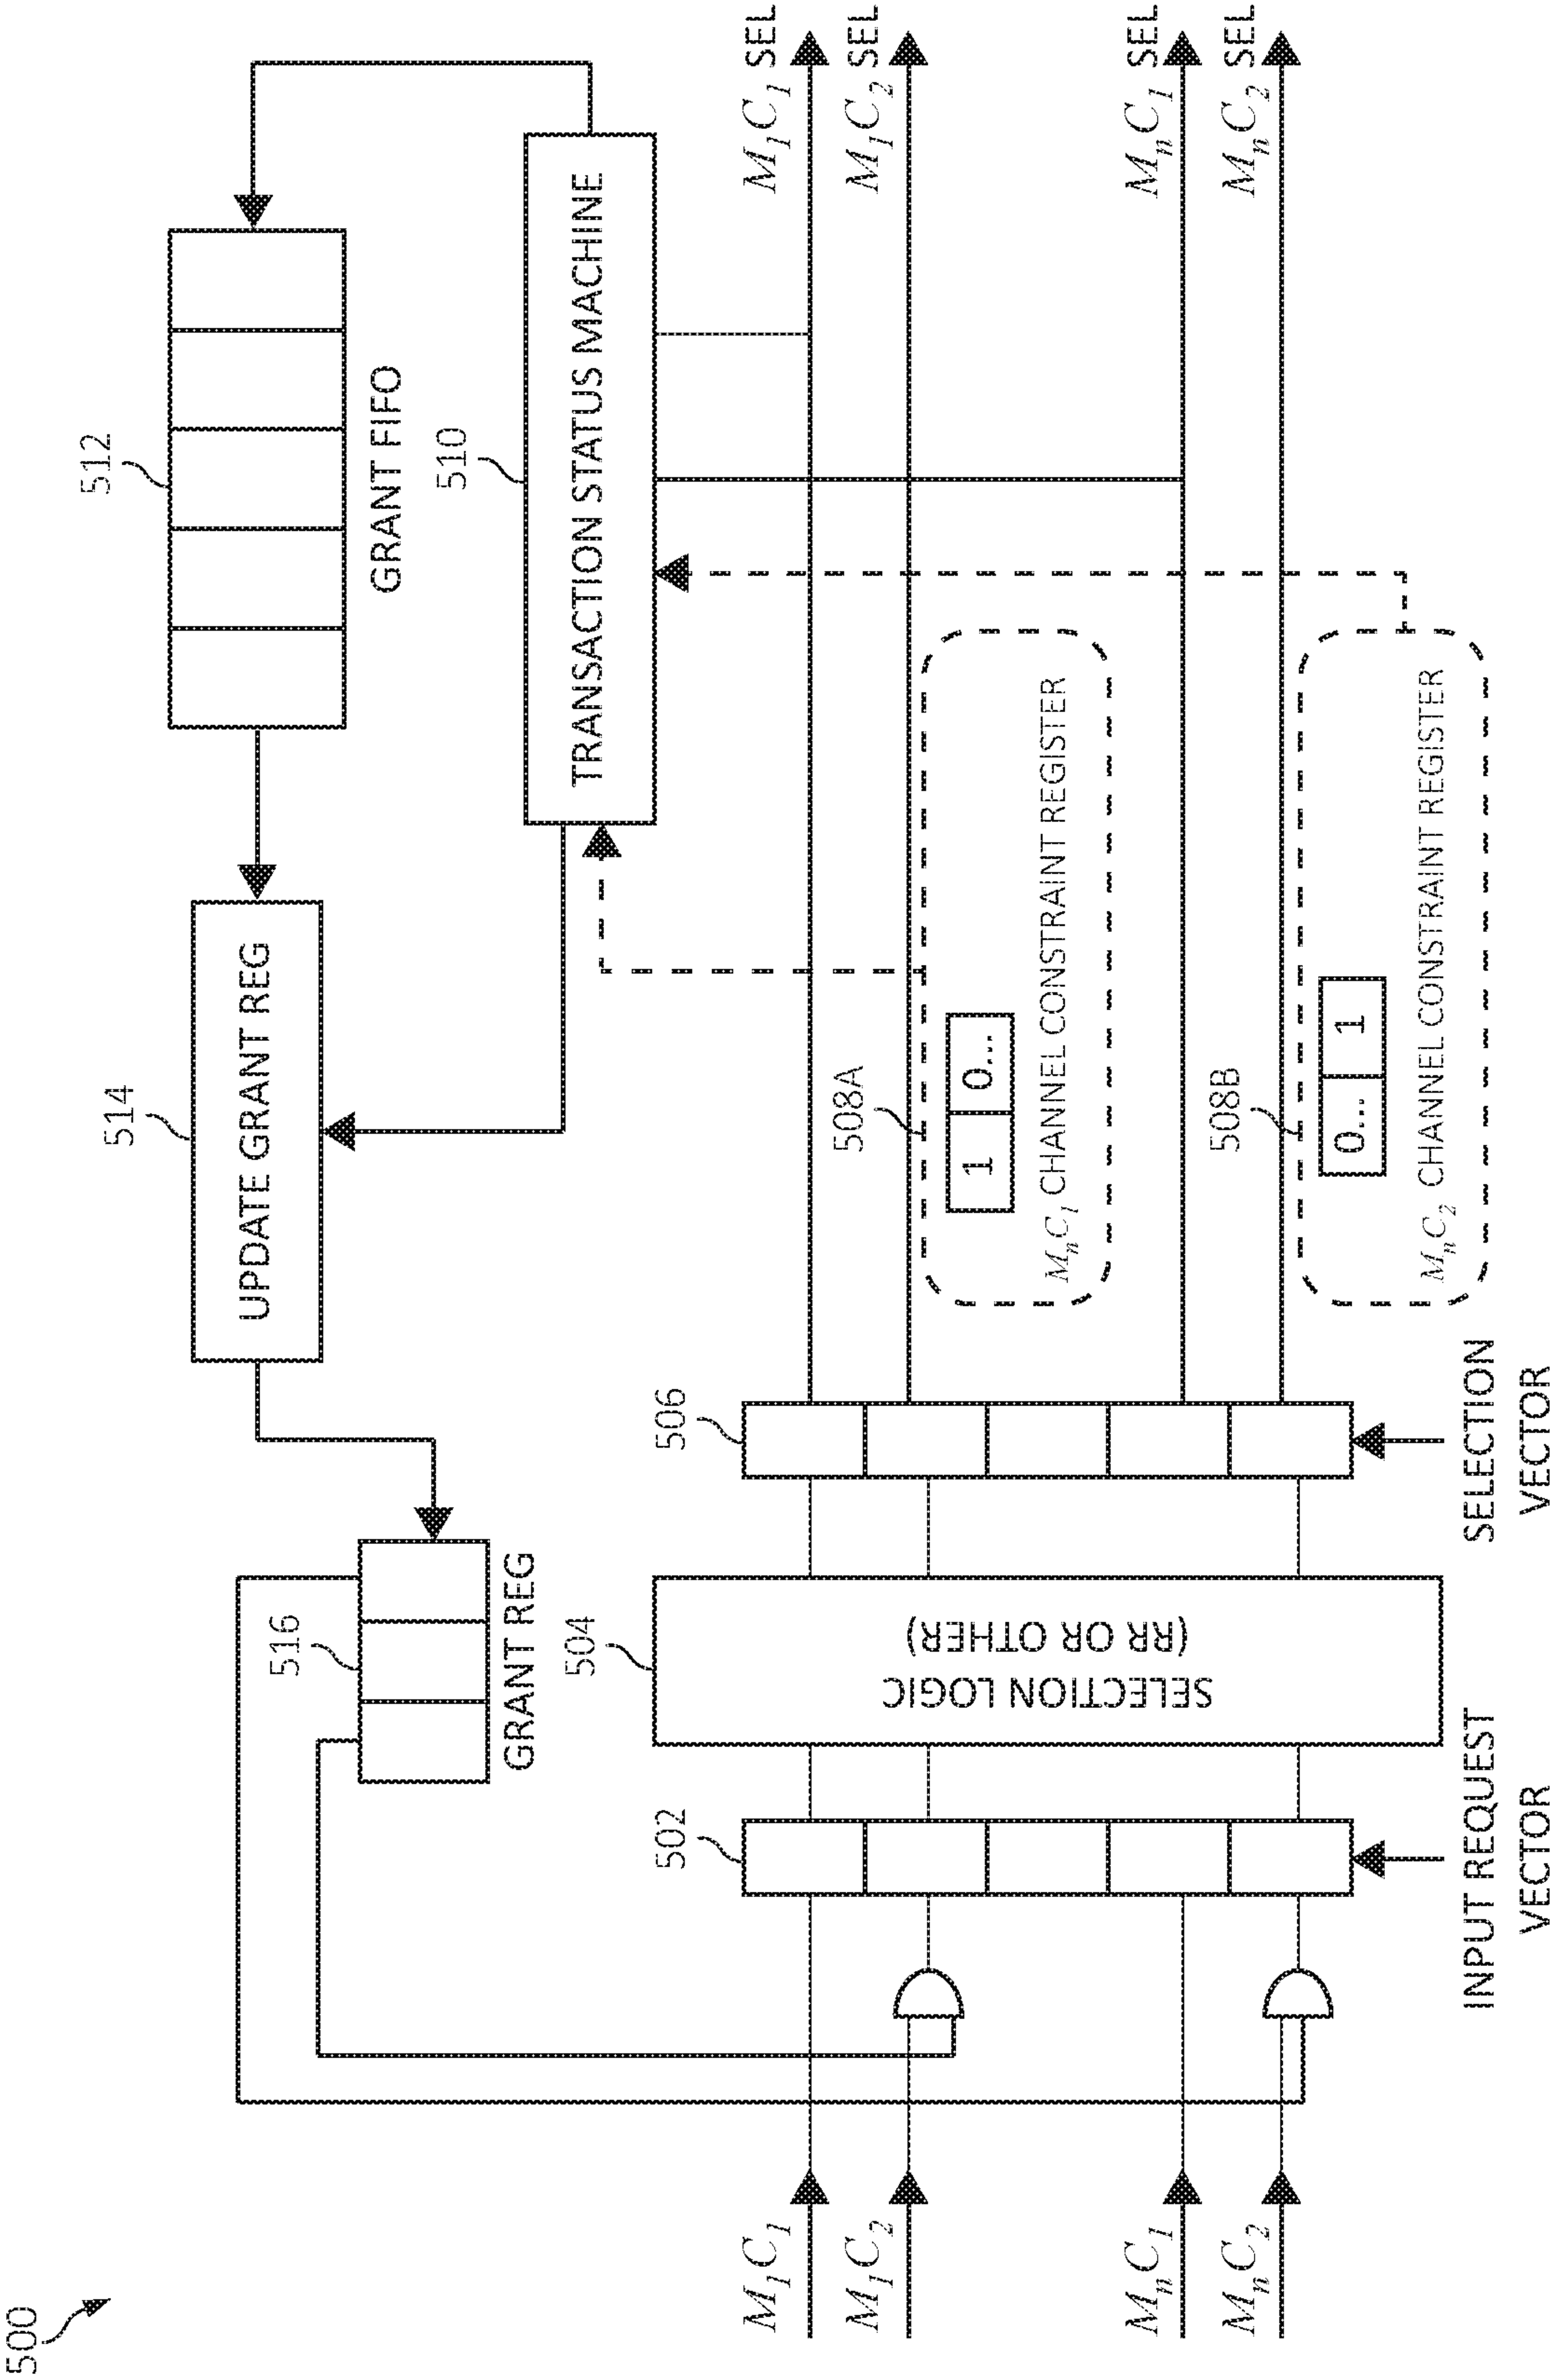 500
512
GRANT FIFO
514
UPDATE GRANT REG
510
TRANSACTION STATUS MACHINE
516
GRANT REG
M₁C₁
M₁C₂
MₙC₁
MₙC₂
502
INPUT REQUEST
VECTOR
504
SELECTION LOGIC
(RR OR OTHER)
506
SELECTION
VECTOR
508A
1 0...
MₙC₁ CHANNEL CONSTRAINT REGISTER
508B
0... 1
MₙC₂ CHANNEL CONSTRAINT REGISTER
M₁C₁ SEL
M₁C₂ SEL
MₙC₁ SEL
MₙC₂ SEL